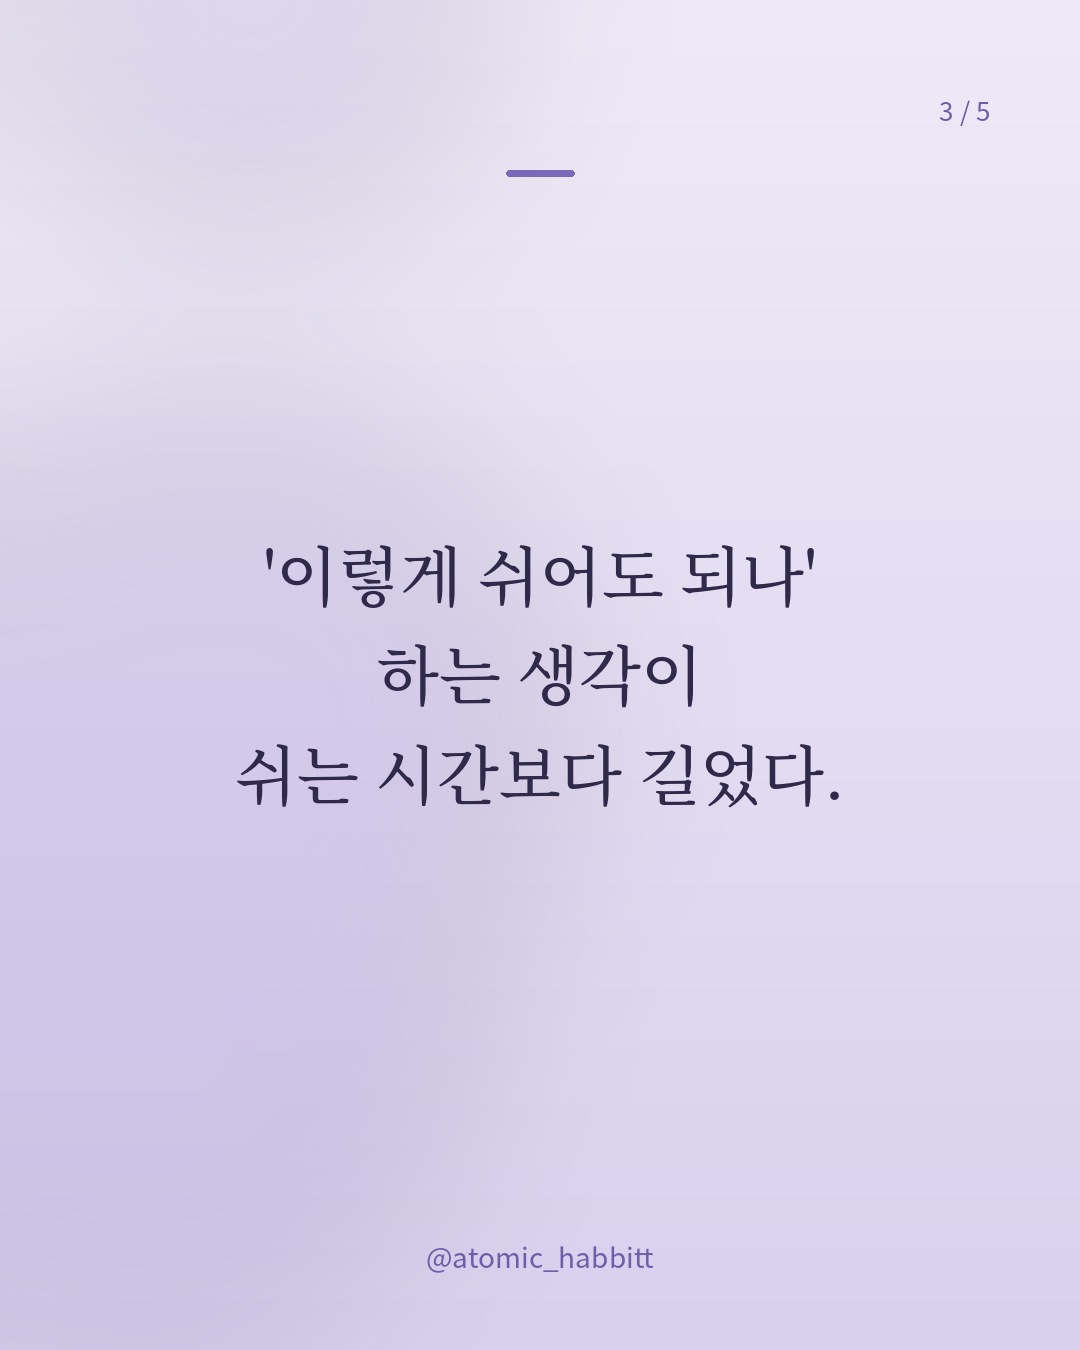 3 / 5
'이렇게 쉬어도 되나'
하는 생각이
쉬는 시간보다 길었다.
@atomic_habbitt